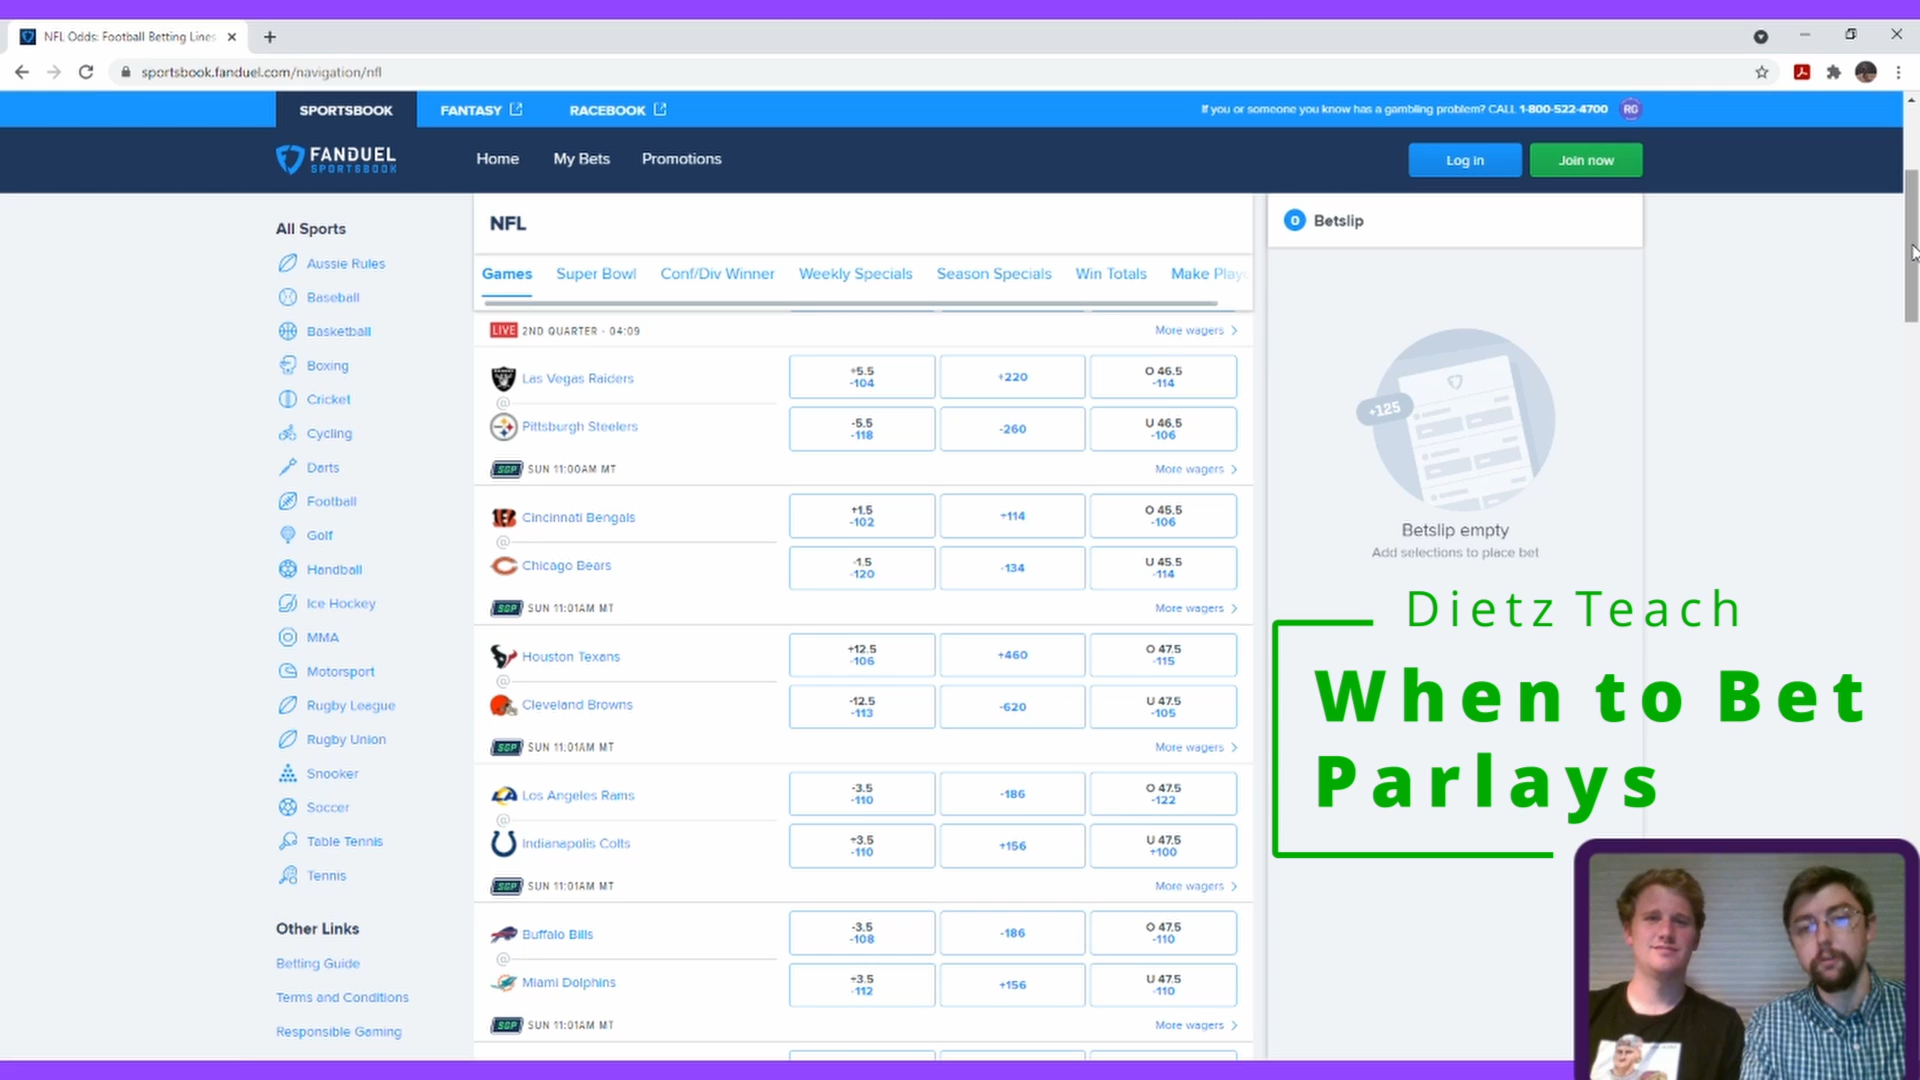 NFL Odds: Football Betting Lines
sportsbook.fanduel.com/navigation/nfl
SPORTSBOOK
FANTASY
RACEBOOK
If you or someone you know has a gambling problem? CALL 1-800-522-4700
RG
FANDUEL
SPORTSBOOK
Home
My Bets
Promotions
Log in
Join now
All Sports
Aussie Rules
Baseball
Basketball
Boxing
Cricket
Cycling
Darts
Football
Golf
Handball
Ice Hockey
MMA
Motorsport
Rugby League
Rugby Union
Snooker
Soccer
Table Tennis
Tennis
Other Links
Betting Guide
Terms and Conditions
Responsible Gaming
NFL
Games
Super Bowl
Conf/Div Winner
Weekly Specials
Season Specials
Win Totals
Make Play
LIVE 2ND QUARTER - 04:09
More wagers
Las Vegas Raiders
+5.5
-104
+220
O 46.5
-114
@
Pittsburgh Steelers
-5.5
-118
-260
U 46.5
-106
SGP SUN 11:00AM MT
More wagers
Cincinnati Bengals
+1.5
-102
+114
O 45.5
-106
@
Chicago Bears
-1.5
-120
-134
U 45.5
-114
SGP SUN 11:01AM MT
More wagers
Houston Texans
+12.5
-106
+460
O 47.5
-115
@
Cleveland Browns
-12.5
-113
-620
U 47.5
-105
SGP SUN 11:01AM MT
More wagers
Los Angeles Rams
-3.5
-110
-186
O 47.5
-122
@
Indianapolis Colts
+3.5
-110
+156
U 47.5
+100
SGP SUN 11:01AM MT
More wagers
Buffalo Bills
-3.5
-108
-186
O 47.5
-110
@
Miami Dolphins
+3.5
-112
+156
U 47.5
-110
SGP SUN 11:01AM MT
More wagers
0 Betslip
+125
Betslip empty
Add selections to place bet
Dietz Teach
When to Bet
Parlays